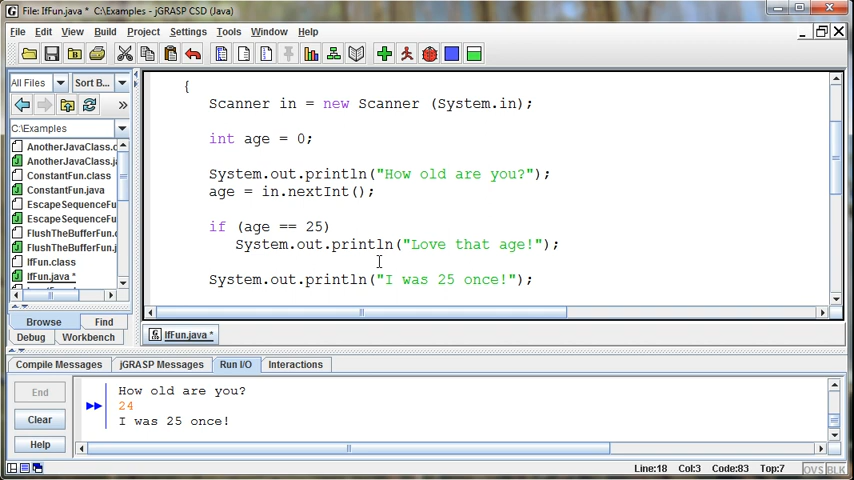 File: IfFun.java * (C:\Examples) - jGRASP CSD (Java)
File Edit View Build Project Settings Tools Window Help
All Files Sort B...
C:\Examples
AnotherJavaClass.c
AnotherJavaClass.ja
ConstantFun.class
ConstantFun.java
EscapeSequenceFu
EscapeSequenceFu
FlushTheBufferFun.
FlushTheBufferFun.j
IfFun.class
IfFun.java *
Browse Find
Debug Workbench
{
Scanner in = new Scanner (System.in);
int age = 0;
System.out.println("How old are you?");
age = in.nextInt();
if (age == 25)
System.out.println("Love that age!");
System.out.println("I was 25 once!");
IfFun.java *
Compile Messages jGRASP Messages Run I/O Interactions
End
Clear
Help
How old are you?
24
I was 25 once!
Line:18 Col:3 Code:83 Top:7 OVS BLK